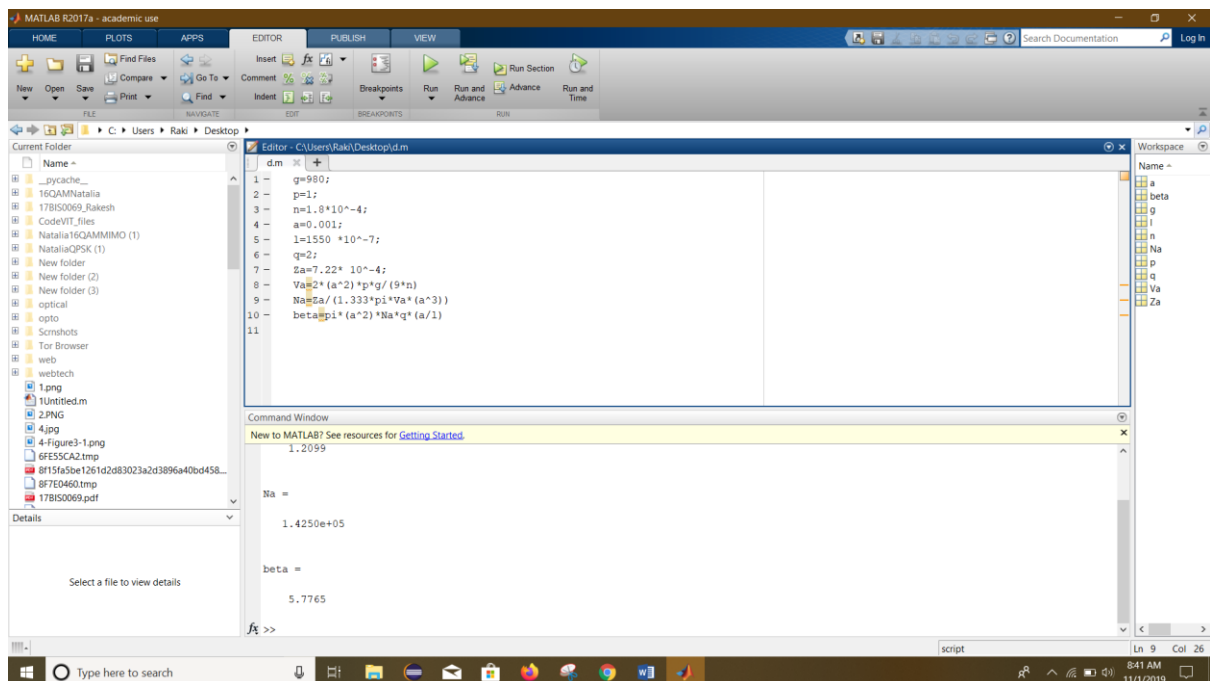 MATLAB R2017a - academic use
HOME PLOTS APPS EDITOR PUBLISH VIEW Search Documentation Log In
New Open Save Find Files Compare Print Go To Find Insert fx Comment Indent Breakpoints Run Run and Advance Run Section Advance Run and Time
FILE NAVIGATE EDIT BREAKPOINTS RUN
C: Users Raki Desktop
Current Folder
Name
__pycache__
16QAMNatalia
17BIS0069_Rakesh
CodeVIT_files
Natalia16QAMMIMO (1)
NataliaQPSK (1)
New folder
New folder (2)
New folder (3)
optical
opto
Scrnshots
Tor Browser
web
webtech
1.png
1Untitled.m
2.PNG
4.jpg
4-Figure3-1.png
6FE55CA2.tmp
8f15fa5be1261d2d83023a2d3896a40bd458...
8F7E0460.tmp
17BIS0069.pdf
Details
Select a file to view details
Editor - C:\Users\Raki\Desktop\d.m
d.m
1 g=980;
2 p=1;
3 n=1.8*10^-4;
4 a=0.001;
5 l=1550 *10^-7;
6 q=2;
7 Za=7.22* 10^-4;
8 Va=2*(a^2)*p*g/(9*n)
9 Na=Za/(1.333*pi*Va*(a^3))
10 beta=pi*(a^2)*Na*q*(a/l)
11
Command Window
New to MATLAB? See resources for Getting Started.
1.2099
Na =
1.4250e+05
beta =
5.7765
fx >>
Workspace
Name
a
beta
g
l
n
Na
p
q
Va
Za
script Ln 9 Col 26
Type here to search
8:41 AM
11/1/2019